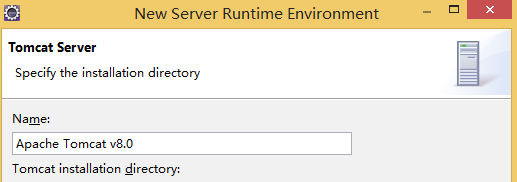 New Server Runtime Environment
Tomcat Server
Specify the installation directory
Name:
Apache Tomcat v8.0
Tomcat installation directory: